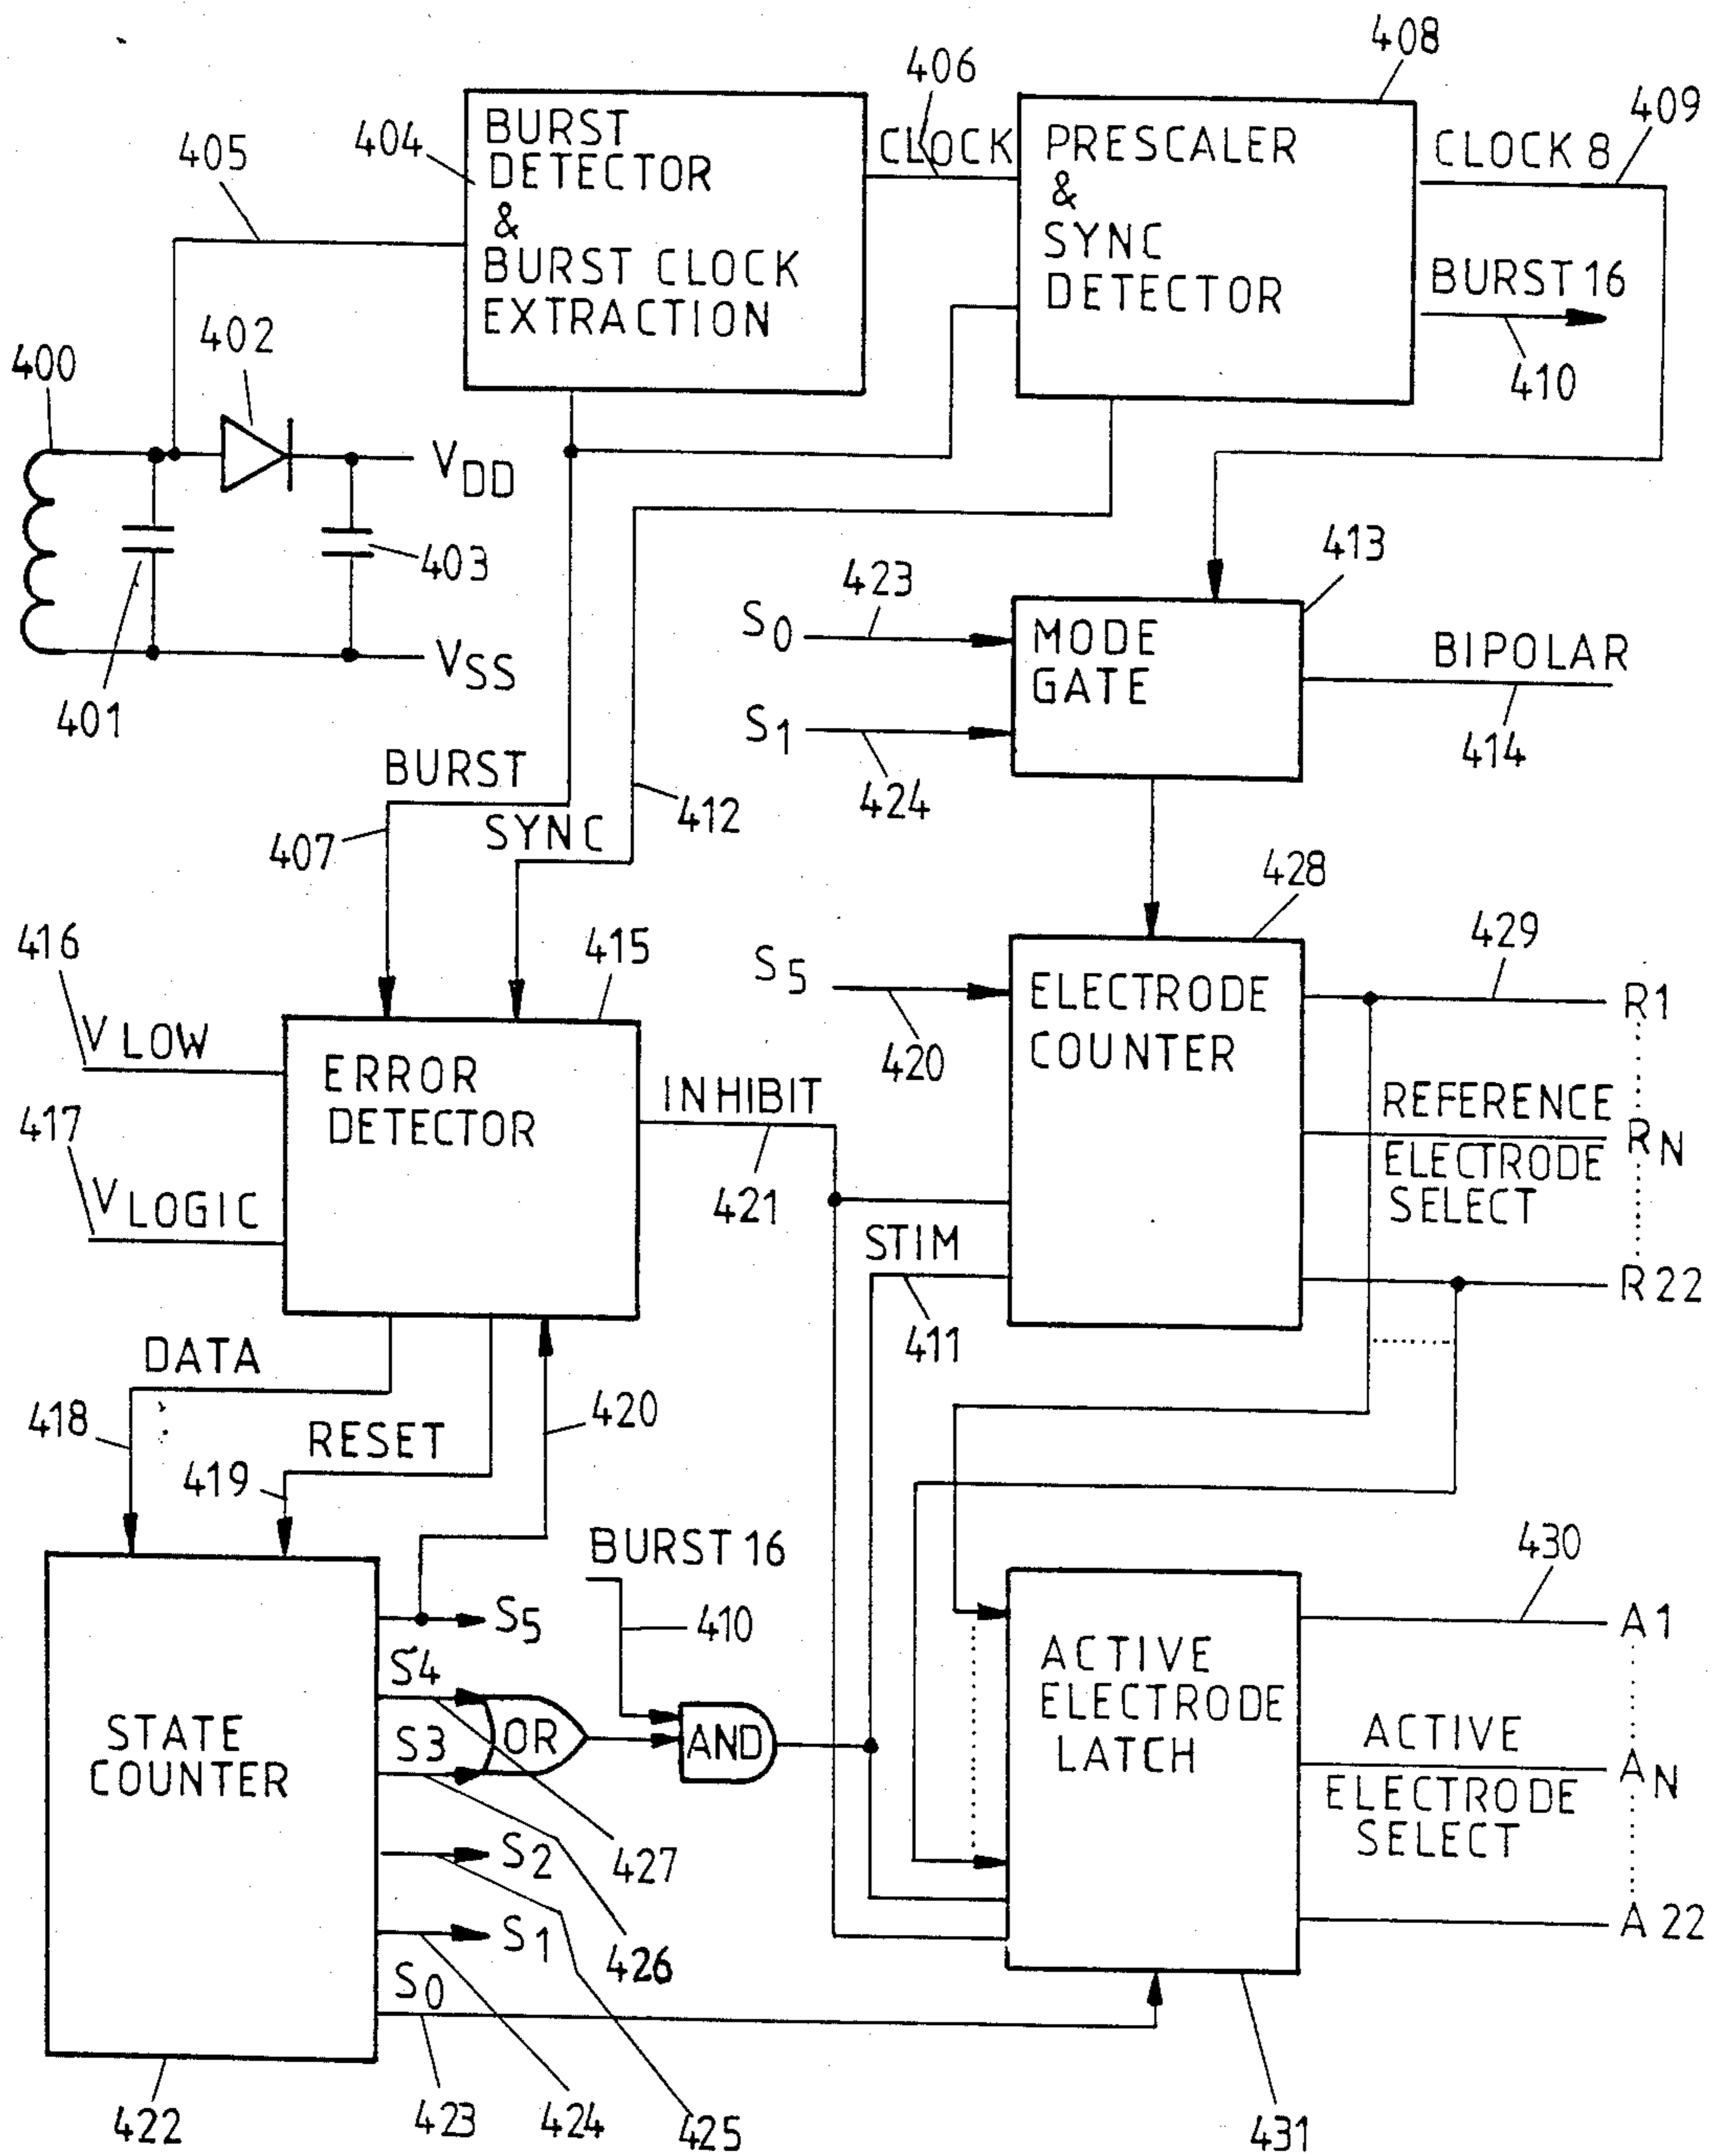 408
406
409
BURST
DETECTOR
&
BURST CLOCK
EXTRACTION
404
405
CLOCK
PRESCALER
&
SYNC
DETECTOR
CLOCK 8
BURST 16
410
400
402
VDD
403
VSS
401
413
423
S0
MODE
GATE
BIPOLAR
414
S1
424
BURST
412
SYNC
407
428
416
415
S5
420
ELECTRODE
COUNTER
429
R1
VLOW
417
ERROR
DETECTOR
INHIBIT
421
REFERENCE
RN
ELECTRODE
SELECT
VLOGIC
STIM
411
R22
DATA
418
RESET
419
420
BURST 16
410
430
S5
A1
S4
OR
AND
S3
STATE
COUNTER
ACTIVE
ELECTRODE
LATCH
ACTIVE
AN
ELECTRODE
SELECT
S2
427
S1
426
A22
S0
422
423
424
425
431